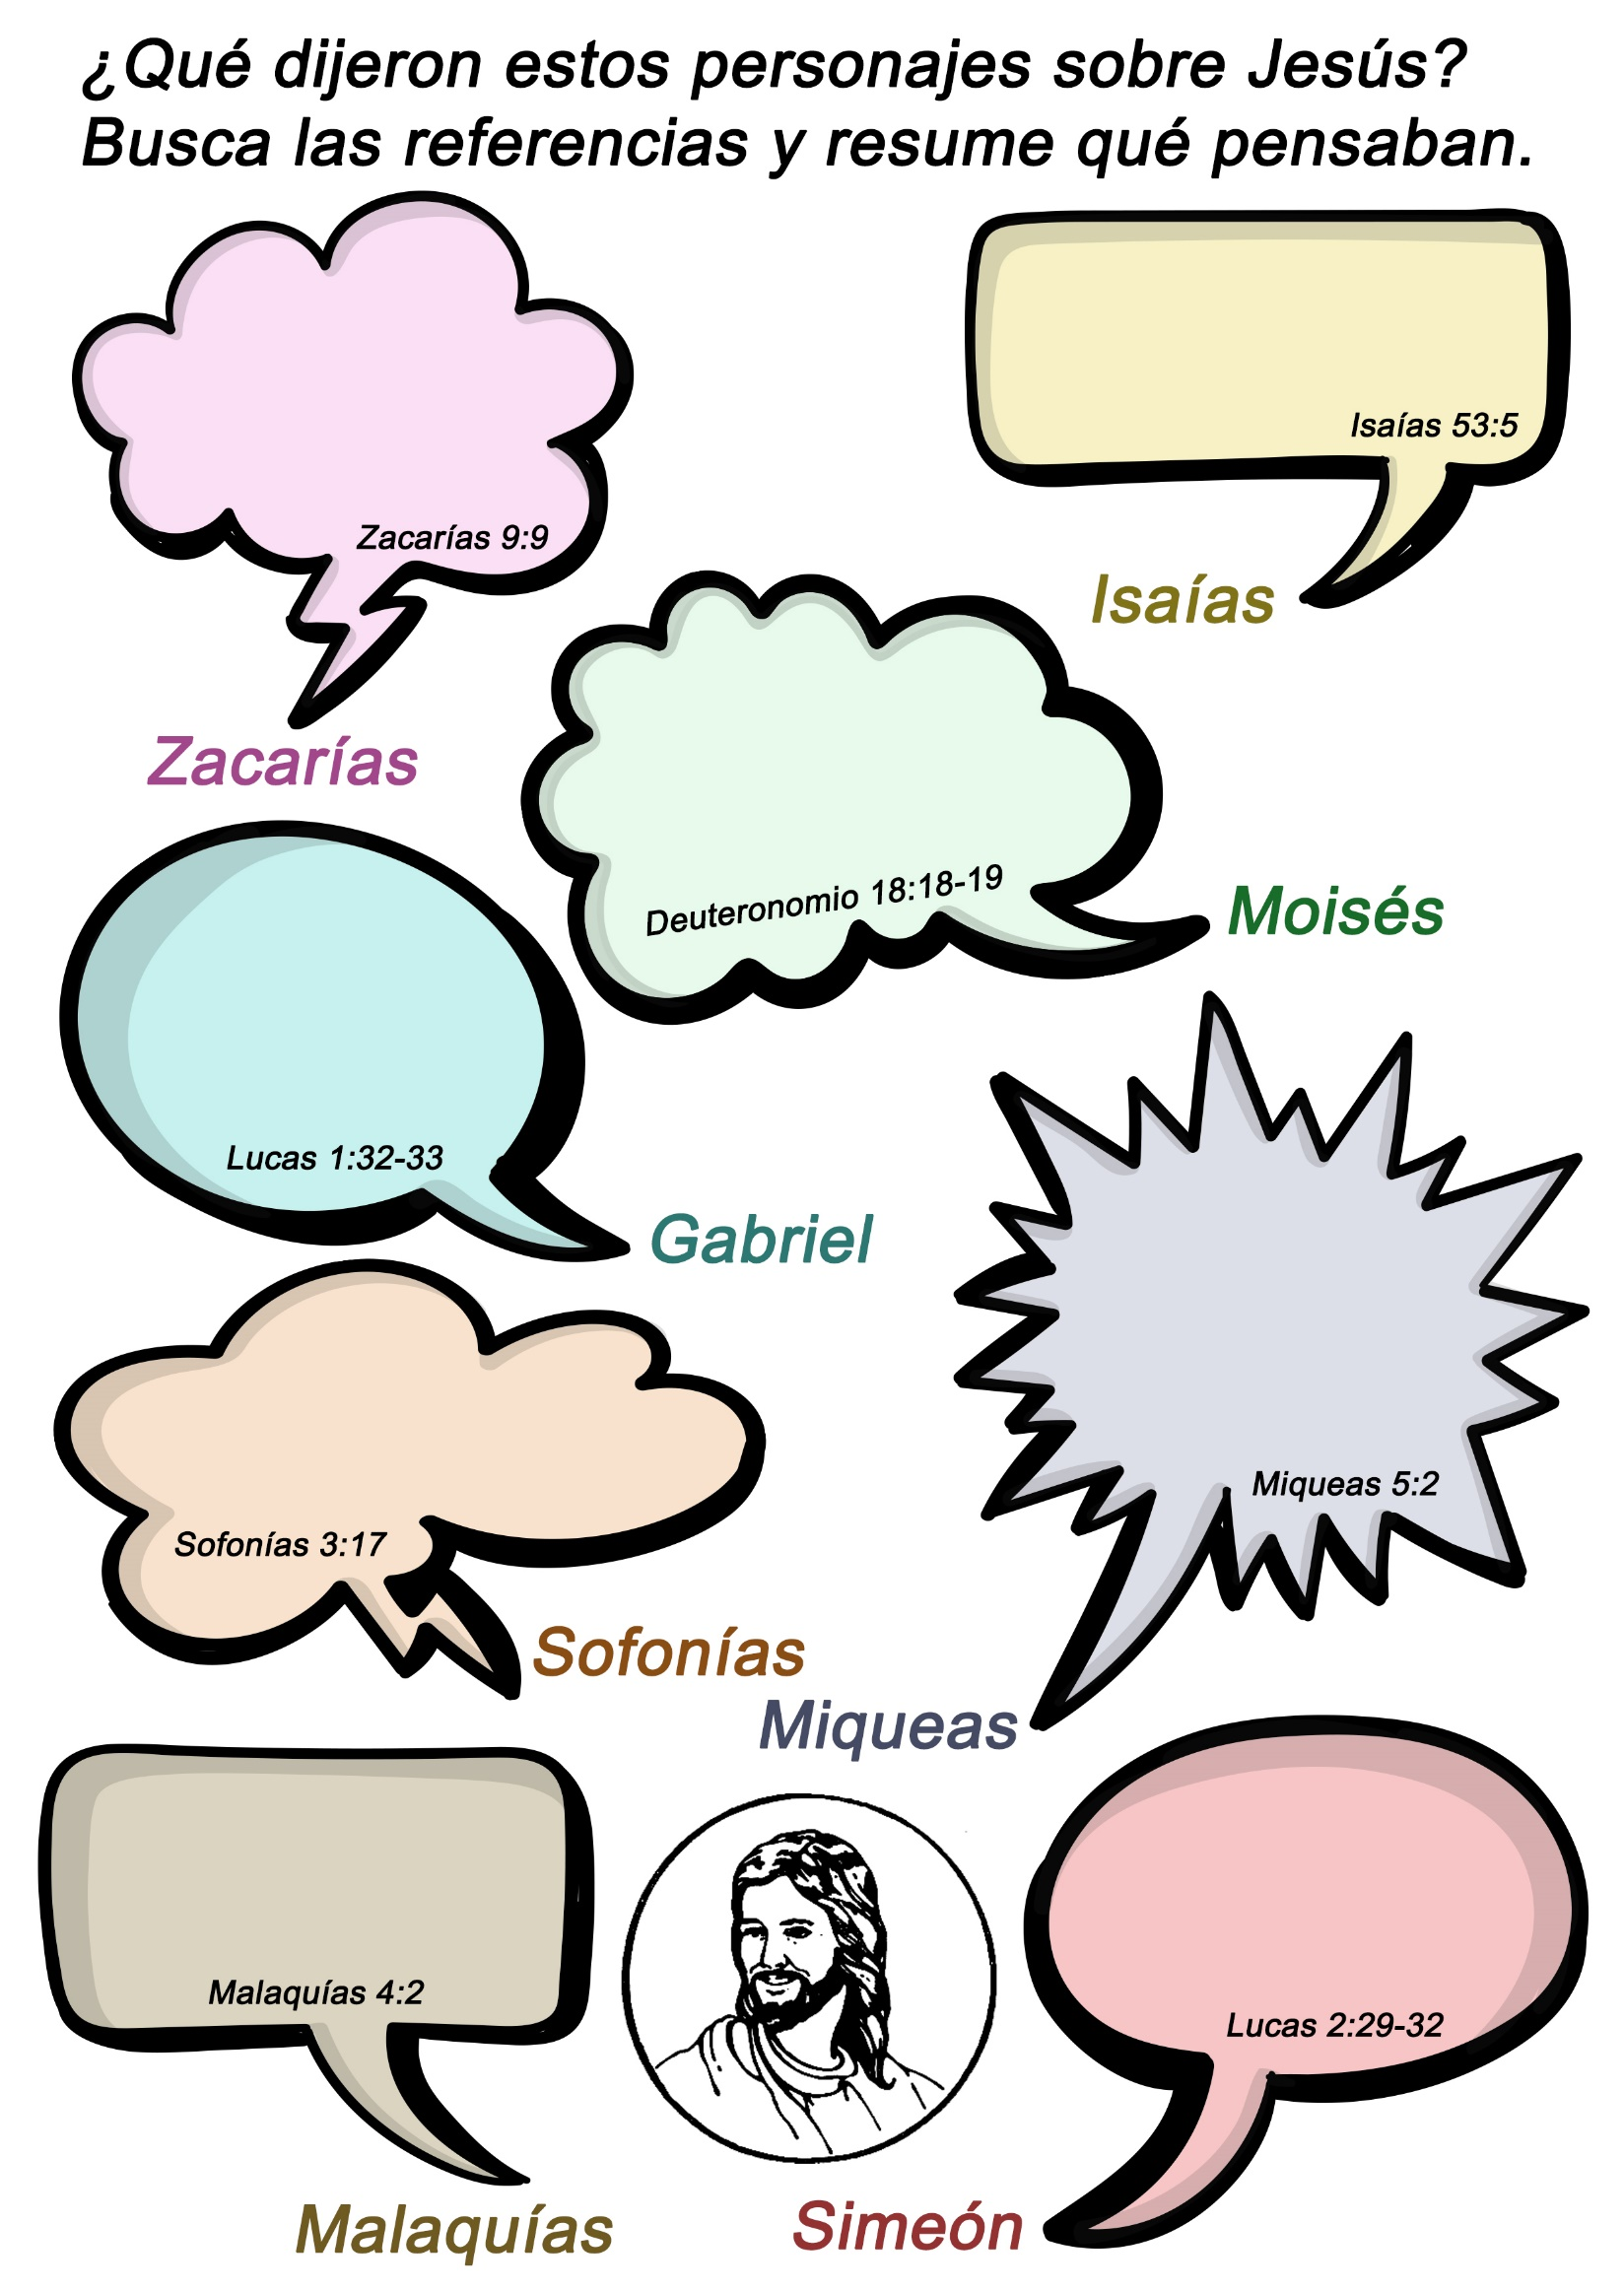 ¿Qué dijeron estos personajes sobre Jesús?
Busca las referencias y resume qué pensaban.
Zacarías 9:9
Zacarías
Isaías 53:5
Isaías
Deuteronomio 18:18-19
Moisés
Lucas 1:32-33
Gabriel
Miqueas 5:2
Miqueas
Sofonías 3:17
Sofonías
Malaquías 4:2
Malaquías
Lucas 2:29-32
Simeón